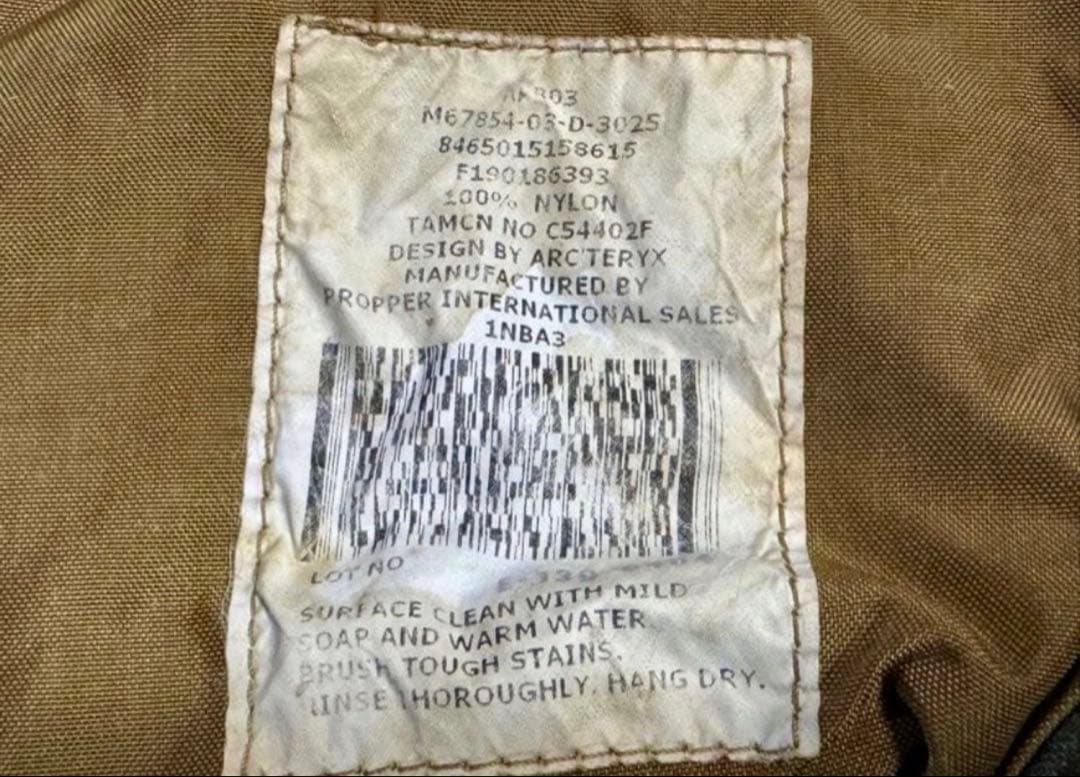 M67854-03-D-3025
8465015158615
F190186393
100% NYLON
TAMCN NO C54402F
DESIGN BY ARC'TERYX
MANUFACTURED BY
PROPPER INTERNATIONAL SALES
1NBA3
LOT NO
SURFACE CLEAN WITH MILD
SOAP AND WARM WATER.
BRUSH TOUGH STAINS.
RINSE THOROUGHLY. HANG DRY.